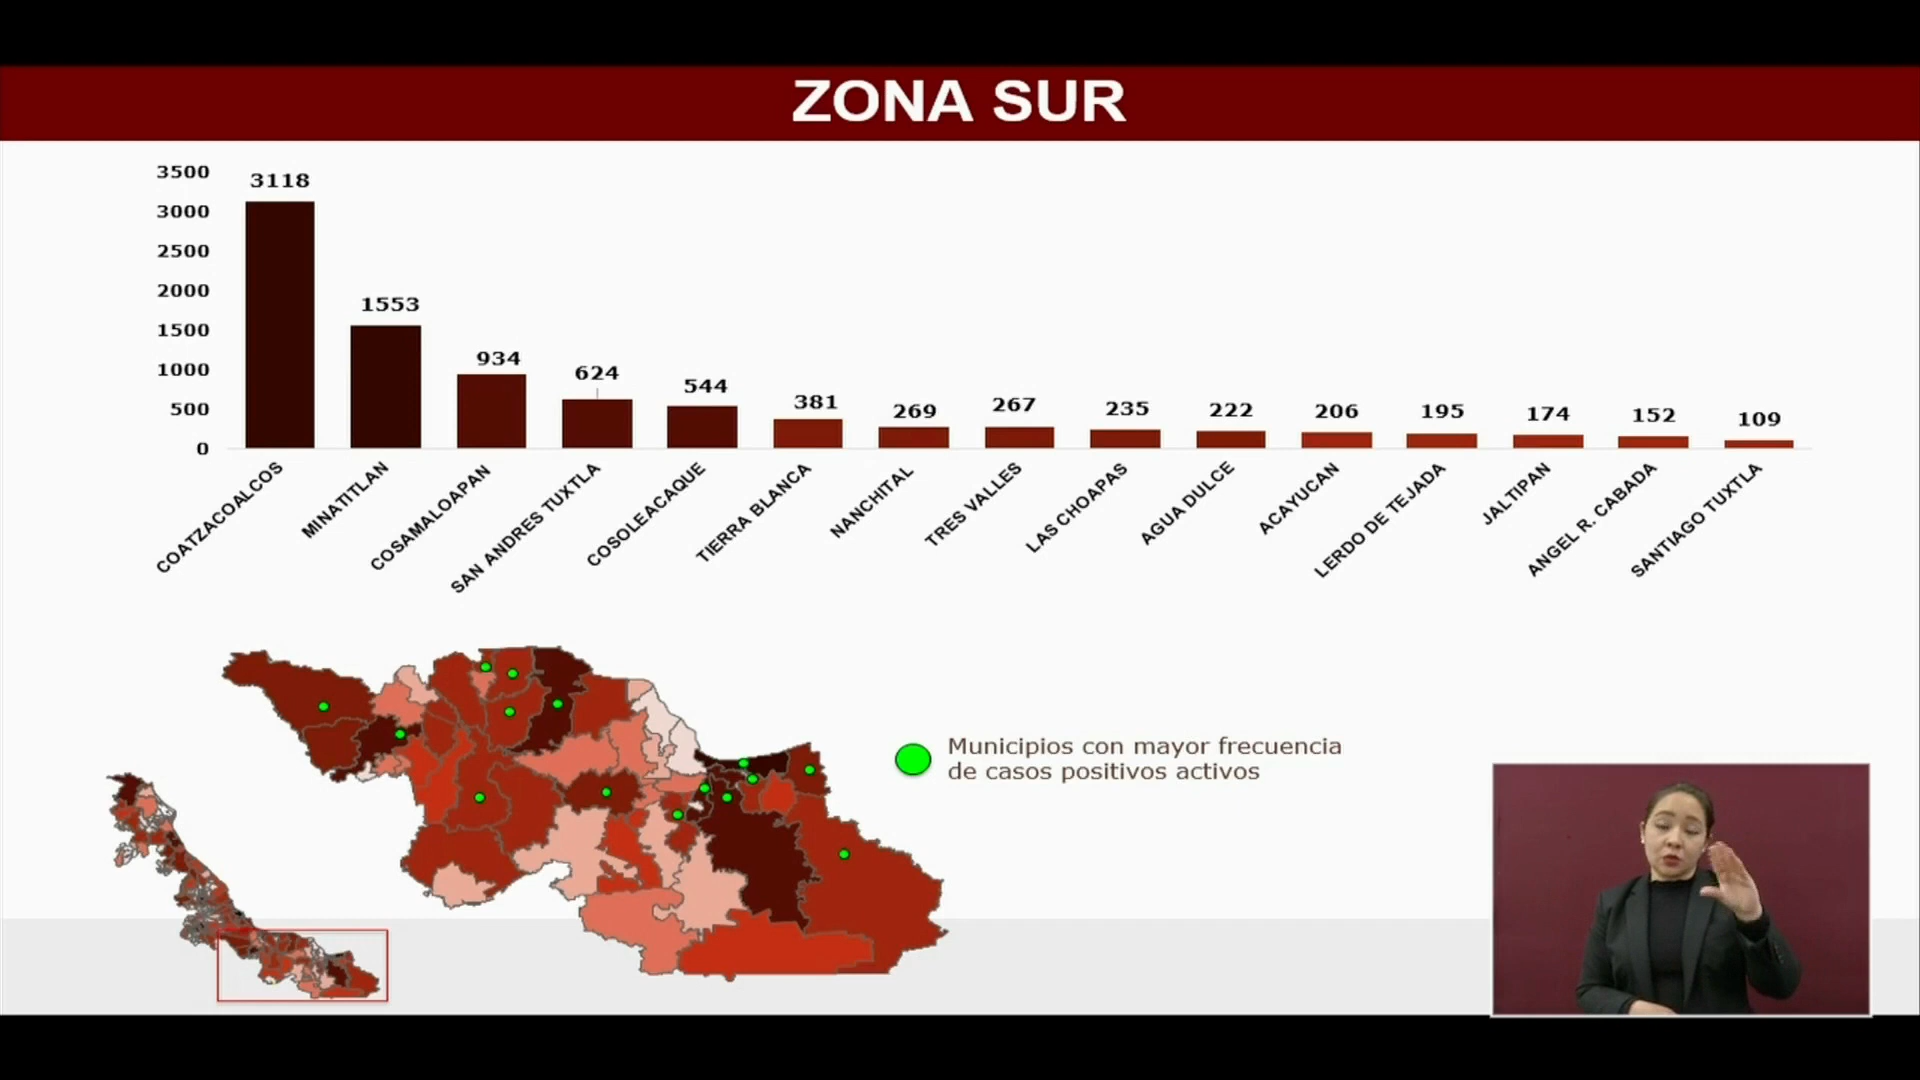 ZONA SUR
3500
3000
2500
2000
1500
1000
500
0
3118
1553
934
624
544
381
269
267
235
222
206
195
174
152
109
COATZACOALCOS
MINATITLAN
COSAMALOAPAN
SAN ANDRES TUXTLA
COSOLEACAQUE
TIERRA BLANCA
NANCHITAL
TRES VALLES
LAS CHOAPAS
AGUA DULCE
ACAYUCAN
LERDO DE TEJADA
JALTIPAN
ANGEL R. CABADA
SANTIAGO TUXTLA
Municipios con mayor frecuencia
de casos positivos activos